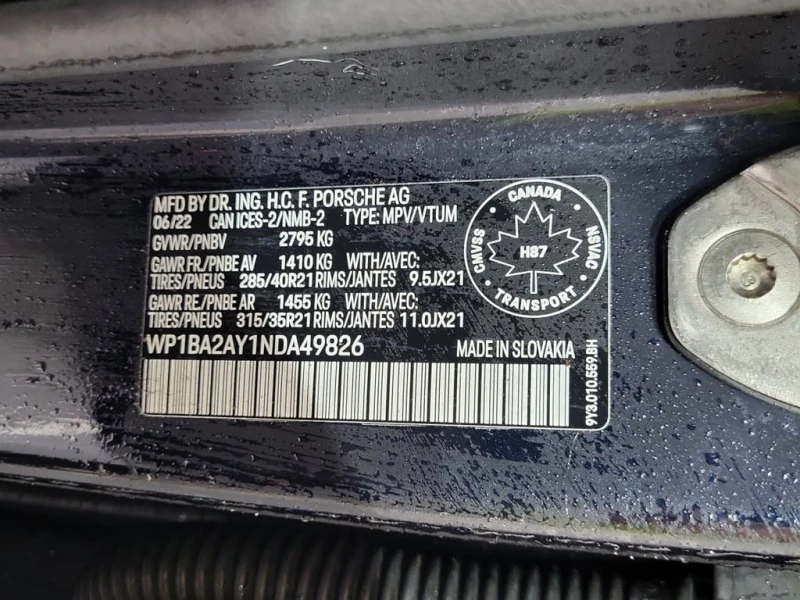 MFD BY DR. ING. H.C. F. PORSCHE AG
06/22 CAN ICES-2/NMB-2 TYPE: MPV/VTUM
GVWR/PNBV 2795 KG
GAWR FR/PNBE AV 1410 KG WITH/AVEC:
TIRES/PNEUS 285/40R21 RIMS/JANTES 9.5JX21
GAWR RE./PNBE AR 1455 KG WITH/AVEC:
TIRES/PNEUS 315/35R21 RIMS/JANTES 11.0JX21
WP1BA2AY1NDA49826 MADE IN SLOVAKIA
CANADA
CMVSS
H87
NSVAC
TRANSPORT
9Y3.010.559.BH